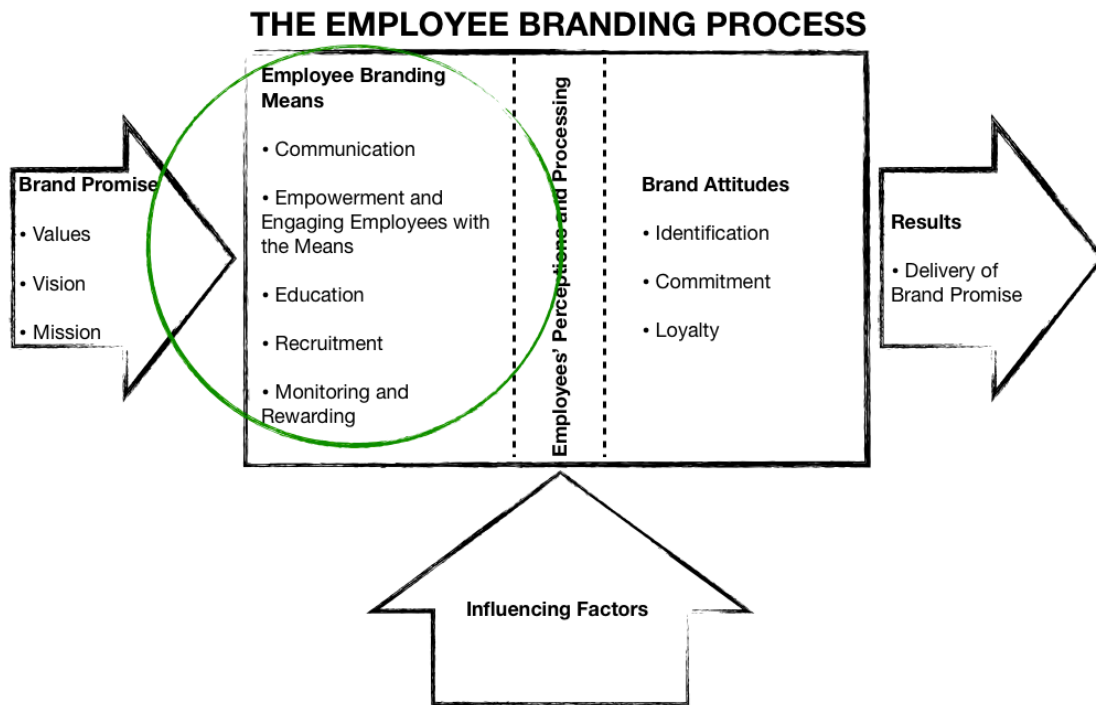 THE EMPLOYEE BRANDING PROCESS
Brand Promise
• Values
• Vision
• Mission
Employee Branding
Means
• Communication
• Empowerment and
Engaging Employees with
the Means
• Education
• Recruitment
• Monitoring and
Rewarding
Employees’ Perceptions and Processing
Brand Attitudes
• Identification
• Commitment
• Loyalty
Results
• Delivery of
Brand Promise
Influencing Factors